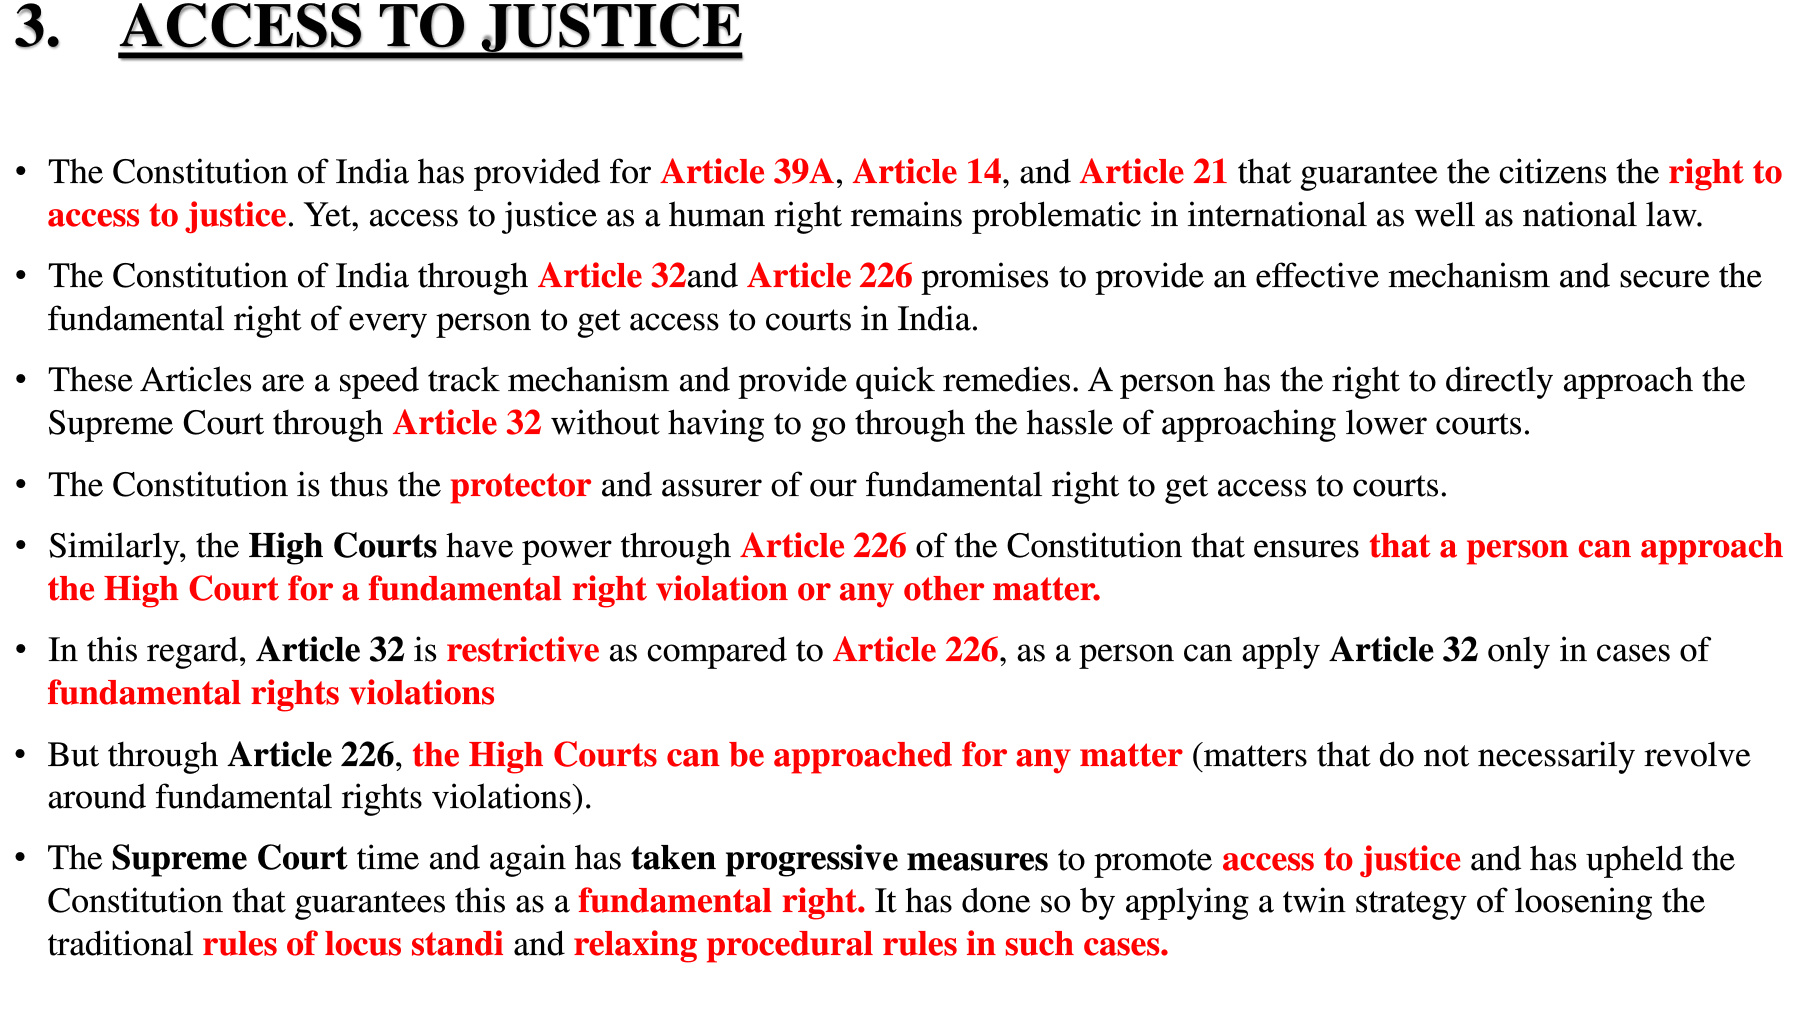 3. ACCESS TO JUSTICE
• The Constitution of India has provided for Article 39A, Article 14, and Article 21 that guarantee the citizens the right to
access to justice. Yet, access to justice as a human right remains problematic in international as well as national law.
• The Constitution of India through Article 32and Article 226 promises to provide an effective mechanism and secure the
fundamental right of every person to get access to courts in India.
• These Articles are a speed track mechanism and provide quick remedies. A person has the right to directly approach the
Supreme Court through Article 32 without having to go through the hassle of approaching lower courts.
• The Constitution is thus the protector and assurer of our fundamental right to get access to courts.
• Similarly, the High Courts have power through Article 226 of the Constitution that ensures that a person can approach
the High Court for a fundamental right violation or any other matter.
• In this regard, Article 32 is restrictive as compared to Article 226, as a person can apply Article 32 only in cases of
fundamental rights violations
• But through Article 226, the High Courts can be approached for any matter (matters that do not necessarily revolve
around fundamental rights violations).
• The Supreme Court time and again has taken progressive measures to promote access to justice and has upheld the
Constitution that guarantees this as a fundamental right. It has done so by applying a twin strategy of loosening the
traditional rules of locus standi and relaxing procedural rules in such cases.